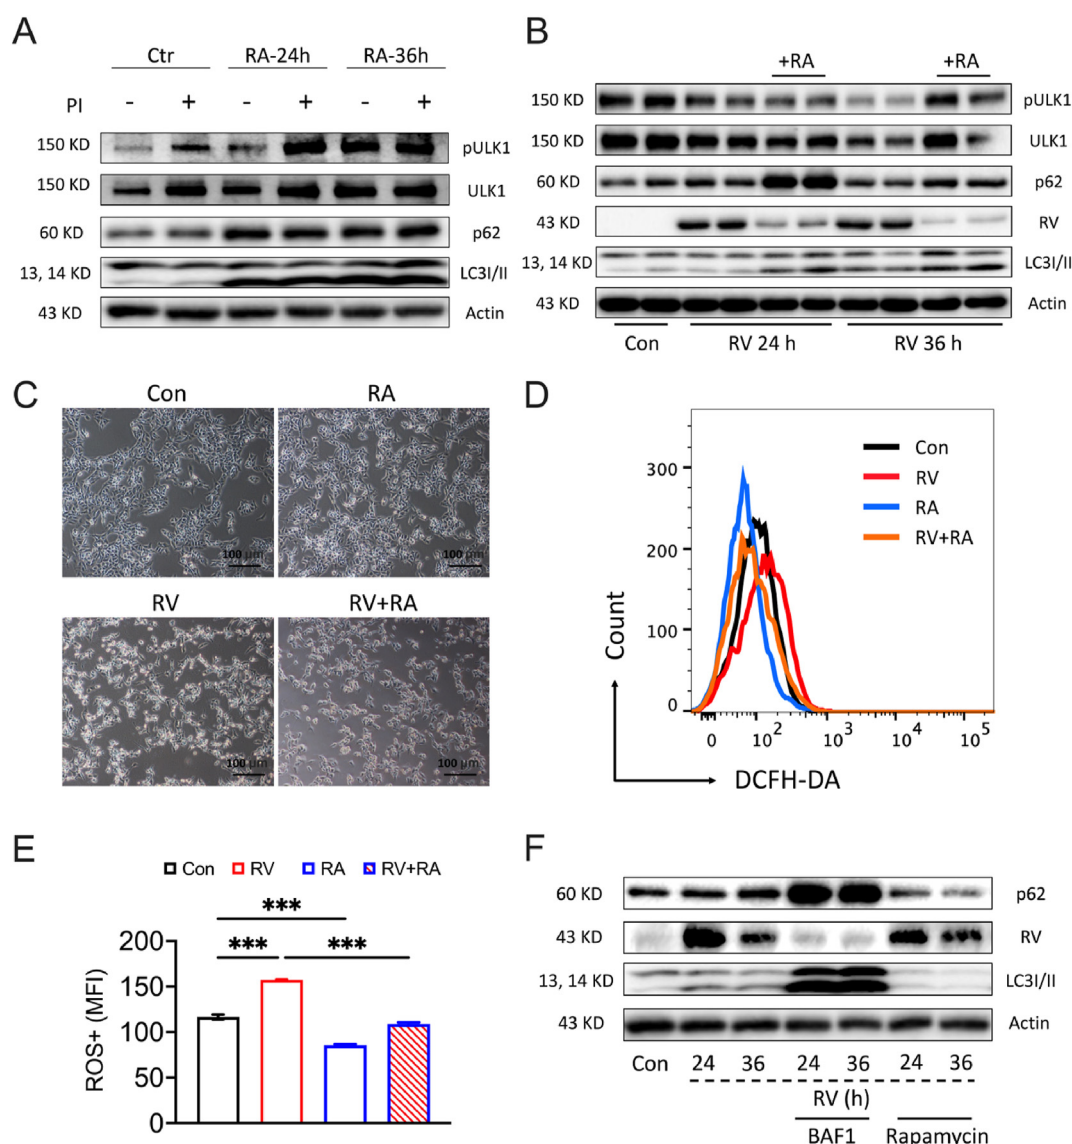 A
Ctr RA-24h RA-36h
PI - + - + - +
150 KD pULK1
150 KD ULK1
60 KD p62
13, 14 KD LC3I/II
43 KD Actin
B
+RA +RA
150 KD pULK1
150 KD ULK1
60 KD p62
43 KD RV
13, 14 KD LC3I/II
43 KD Actin
Con RV 24 h RV 36 h
C
Con RA
100 μm 100 μm
RV RV+RA
100 μm 100 μm
D
Con
RV
RA
RV+RA
300
200
100
0
Count
0 10² 10³ 10⁴ 10⁵
DCFH-DA
E
Con RV RA RV+RA
***
*** ***
200
150
100
50
0
ROS+ (MFI)
F
60 KD p62
43 KD RV
13, 14 KD LC3I/II
43 KD Actin
Con 24 36 24 36 24 36
RV (h)
BAF1 Rapamycin